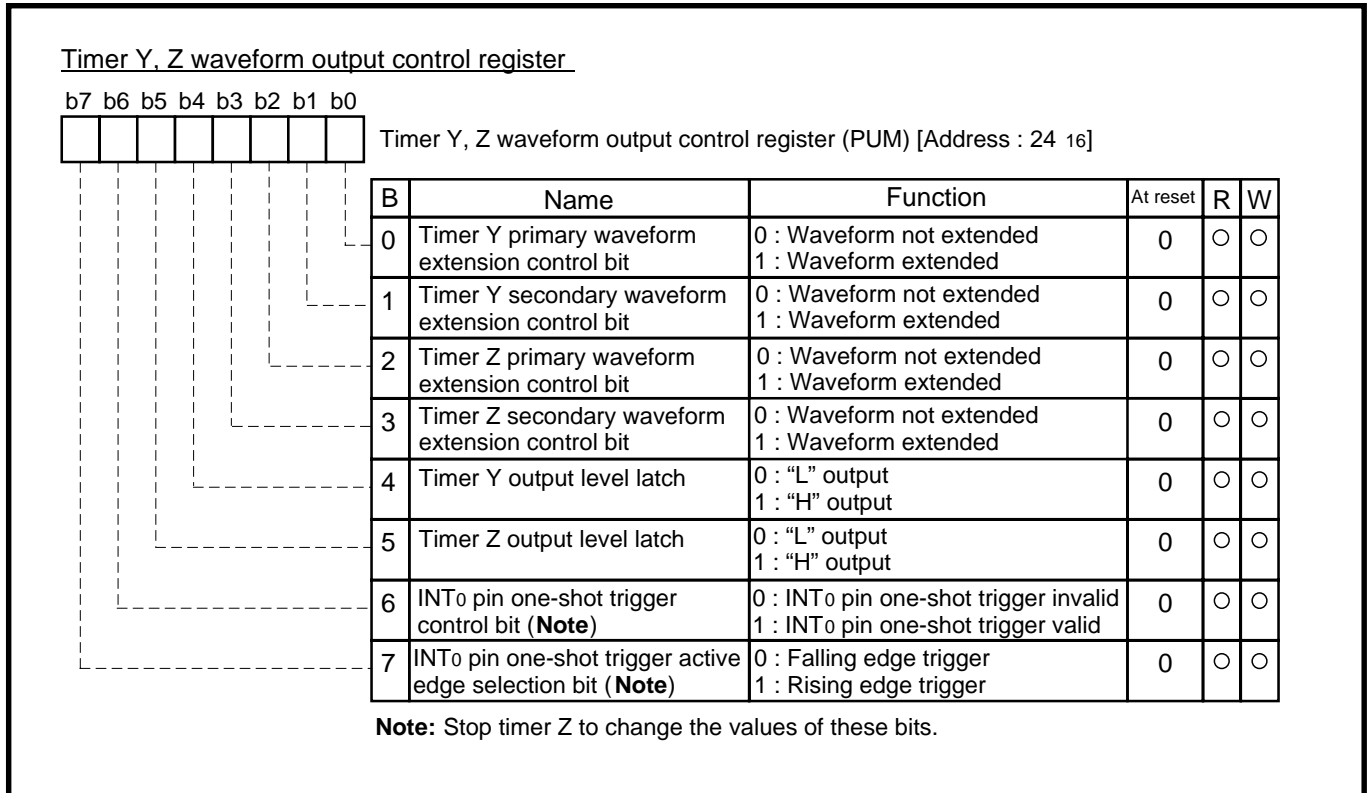 Timer Y, Z waveform output control register
b7 b6 b5 b4 b3 b2 b1 b0
Timer Y, Z waveform output control register (PUM) [Address : 24 16]
B Name Function At reset R W
0 Timer Y primary waveform extension control bit 0 : Waveform not extended 1 : Waveform extended 0 ○ ○
1 Timer Y secondary waveform extension control bit 0 : Waveform not extended 1 : Waveform extended 0 ○ ○
2 Timer Z primary waveform extension control bit 0 : Waveform not extended 1 : Waveform extended 0 ○ ○
3 Timer Z secondary waveform extension control bit 0 : Waveform not extended 1 : Waveform extended 0 ○ ○
4 Timer Y output level latch 0 : “L” output 1 : “H” output 0 ○ ○
5 Timer Z output level latch 0 : “L” output 1 : “H” output 0 ○ ○
6 INT0 pin one-shot trigger control bit (Note) 0 : INT0 pin one-shot trigger invalid 1 : INT0 pin one-shot trigger valid 0 ○ ○
7 INT0 pin one-shot trigger active edge selection bit (Note) 0 : Falling edge trigger 1 : Rising edge trigger 0 ○ ○
Note: Stop timer Z to change the values of these bits.